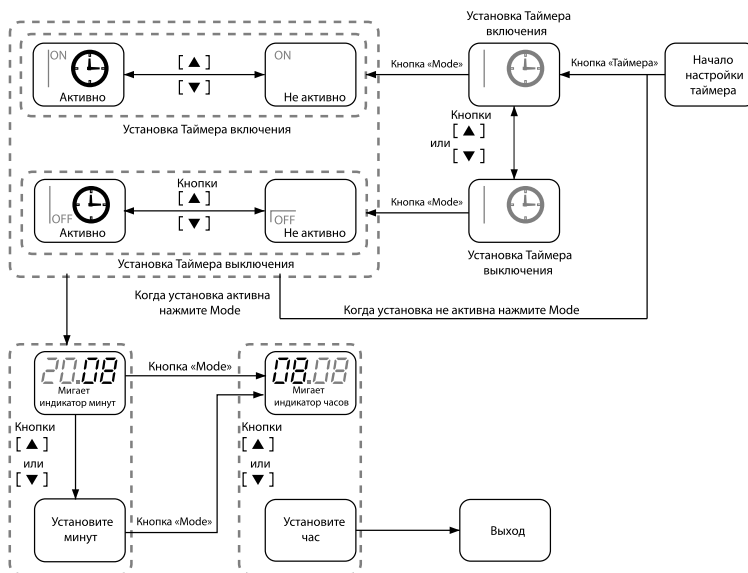 Установка Таймера
включения
Начало
настройки
таймера
Кнопка «Таймера»
Кнопка «Mode»
ON
Активно
[ ▲ ]
[ ▼ ]
ON
Не активно
Установка Таймера включения
Кнопки
[ ▲ ]
или
[ ▼ ]
OFF
Активно
Кнопки
[ ▲ ]
[ ▼ ]
OFF
Не активно
Кнопка «Mode»
Установка Таймера выключения
Установка Таймера
выключения
Когда установка активна
нажмите Mode
Когда установка не активна нажмите Mode
20.08
Мигает
индикатор минут
Кнопка «Mode»
08.08
Мигает
индикатор часов
Кнопки
[ ▲ ]
или
[ ▼ ]
Кнопки
[ ▲ ]
или
[ ▼ ]
Установите
минут
Кнопка «Mode»
Установите
час
Выход